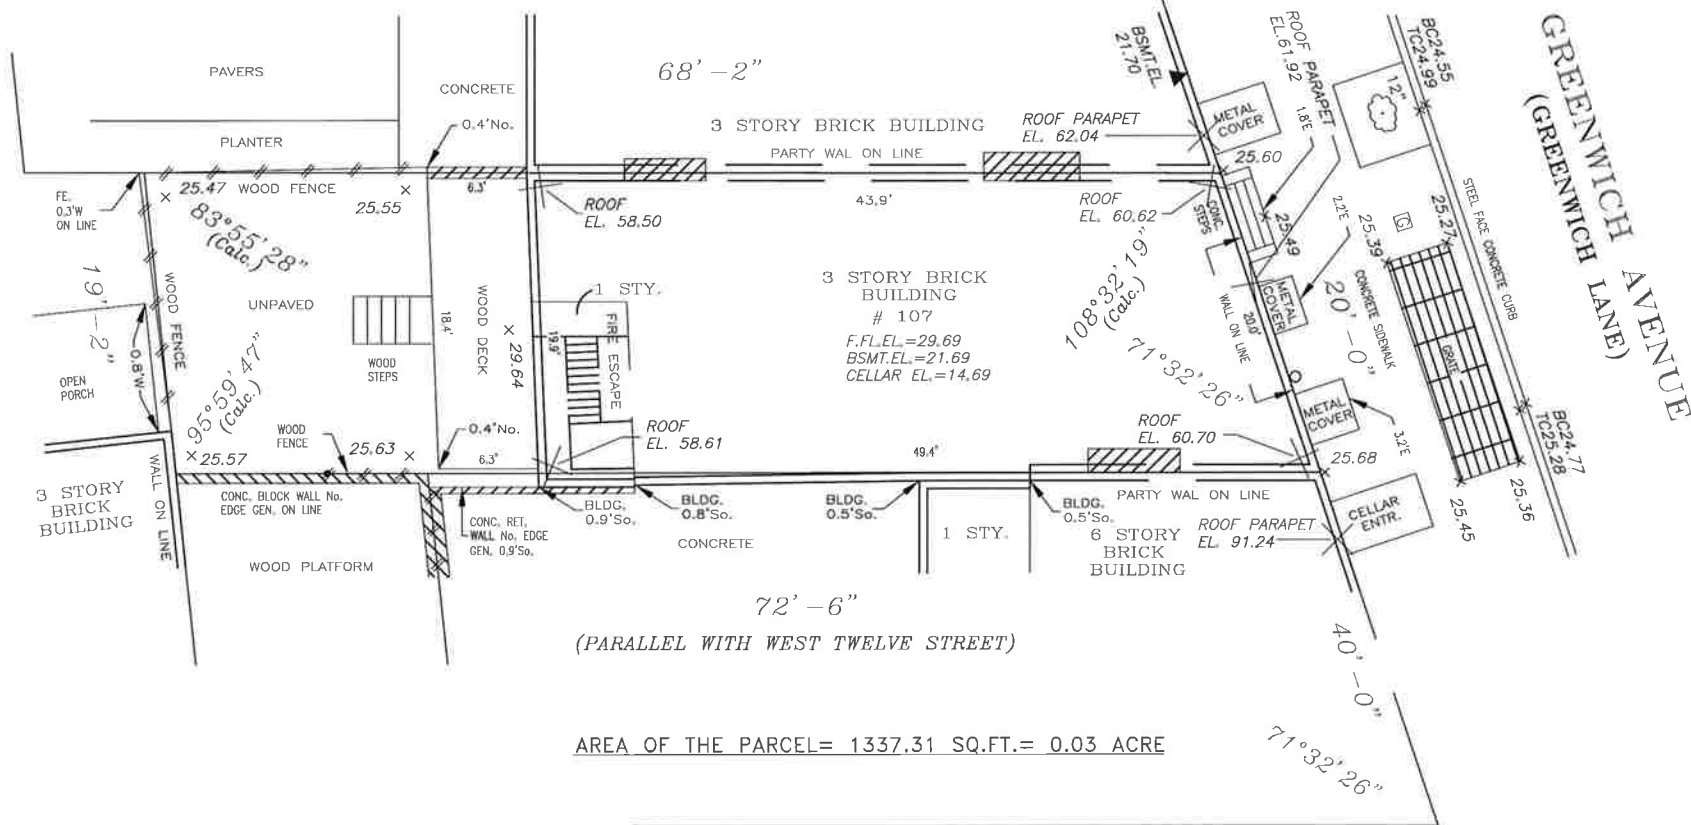 GREENWICH AVENUE
(GREENWICH LANE)
PAVERS
PLANTER
CONCRETE
0.4'No.
68'-2"
3 STORY BRICK BUILDING
PARTY WAL ON LINE
ROOF PARAPET
EL. 62.04
BSMT.EL
21.70
METAL
COVER
ROOF PARAPET
EL.61.92
1.8'E
12"
BC24.55
TC24.99
FE.
0.3'W
ON LINE
25.47
WOOD FENCE
25.55
83°55'28"
(Calc.)
6.3'
ROOF
EL. 58.50
43.9'
ROOF
EL. 60.62
25.60
CONC.
STEPS
25.49
2.2'E
25.39
G
25.27
STEEL FACE CONCRETE CURB
19'-2"
WOOD FENCE
UNPAVED
0.8'W
OPEN
PORCH
WOOD
STEPS
18.4'
WOOD DECK
29.64
19.9'
1 STY.
FIRE ESCAPE
3 STORY BRICK
BUILDING
# 107
F.FL.EL.=29.69
BSMT.EL.=21.69
CELLAR EL.=14.69
108°32'19"
(Calc.)
71°32'26"
WALL ON LINE
20.0'
METAL
COVER
20'-0"
CONCRETE SIDEWALK
GRATE
METAL
COVER
3.2'E
BC24.77
TC25.28
95°59'47"
(Calc.)
WOOD
FENCE
25.63
25.57
0.4'No.
6.3'
ROOF
EL. 58.61
49.4'
ROOF
EL. 60.70
25.68
25.45
25.36
3 STORY
BRICK
BUILDING
WALL ON LINE
CONC. BLOCK WALL No.
EDGE GEN. ON LINE
CONC. RET.
WALL No. EDGE
GEN. 0.9'So.
BLDG.
0.9'So.
BLDG.
0.8'So.
BLDG.
0.5'So.
BLDG.
0.5'So.
PARTY WAL ON LINE
ROOF PARAPET
EL. 91.24
CELLAR
ENTR.
WOOD PLATFORM
CONCRETE
1 STY.
6 STORY
BRICK
BUILDING
72'-6"
(PARALLEL WITH WEST TWELVE STREET)
40'-0"
71°32'26"
AREA OF THE PARCEL= 1337.31 SQ.FT.= 0.03 ACRE